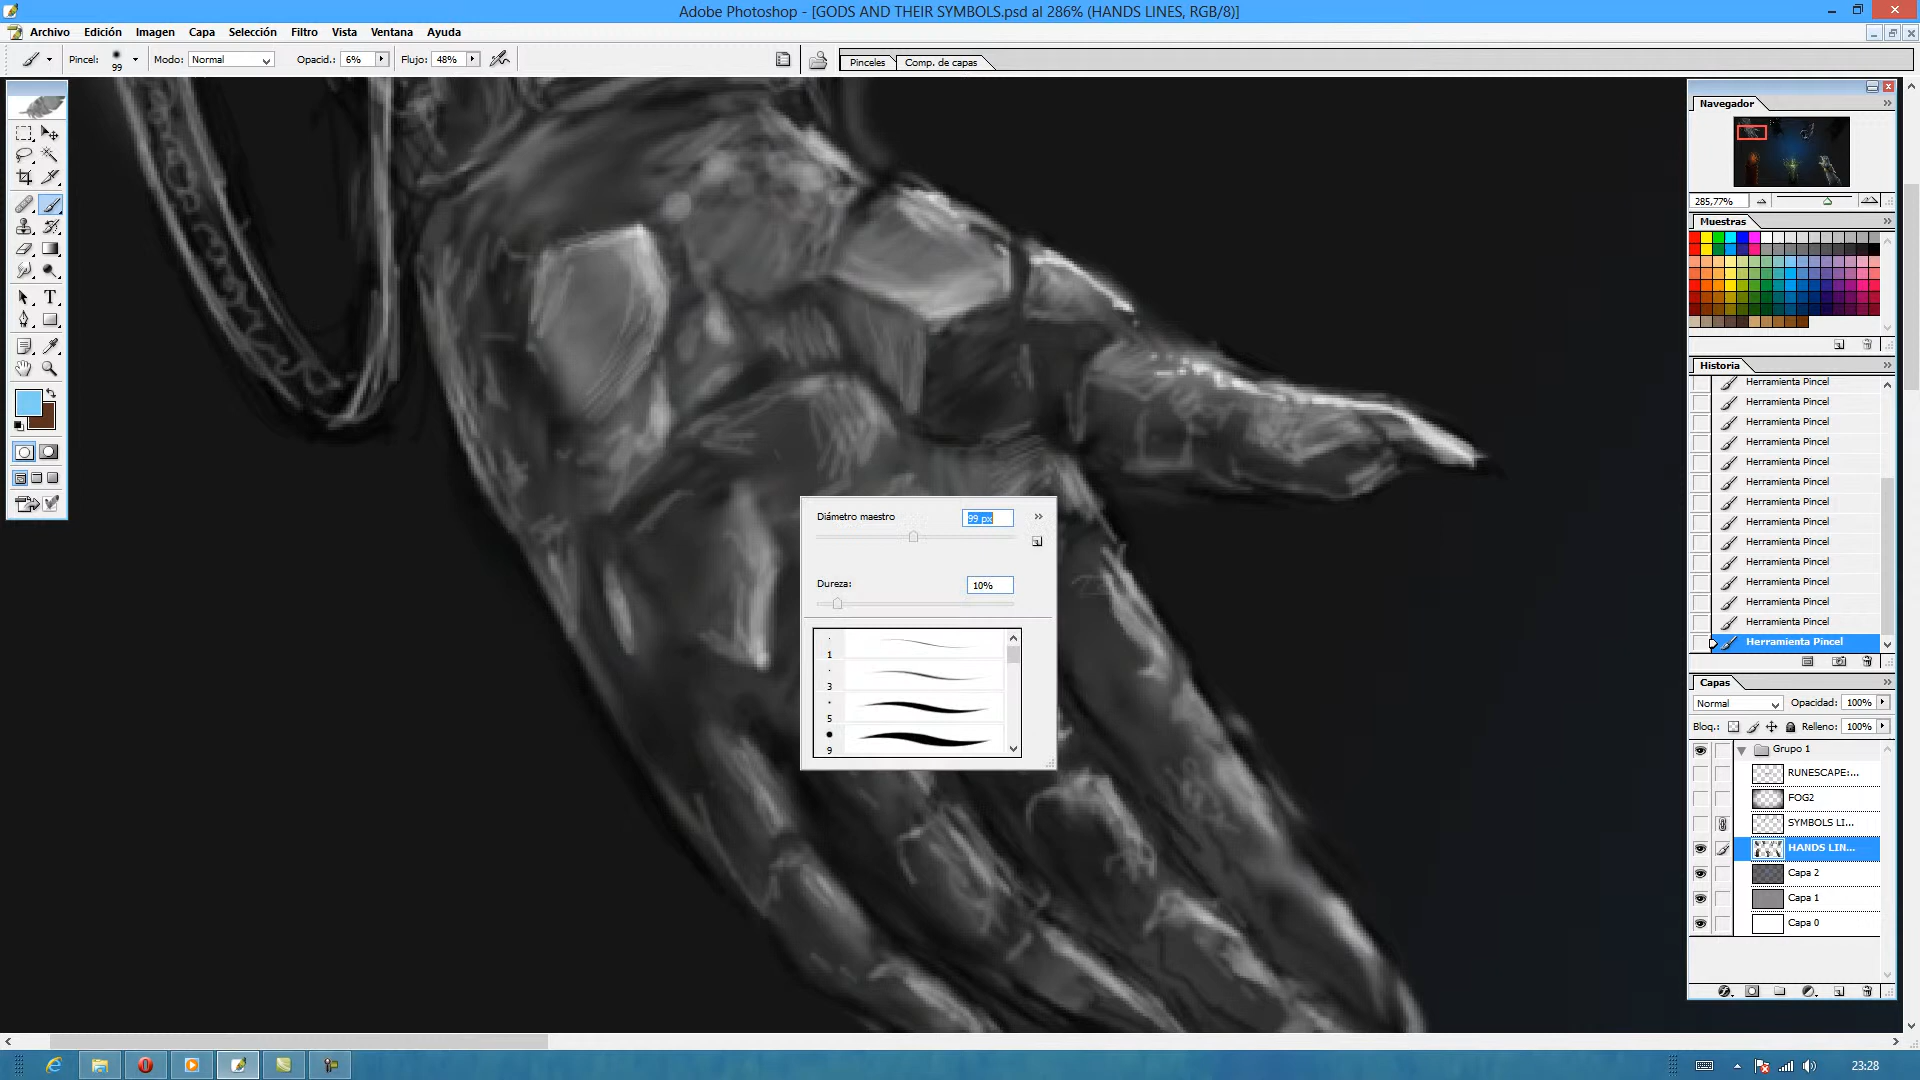 Adobe Photoshop - [GODS AND THEIR SYMBOLS.psd al 286% (HANDS LINES, RGB/8)]
Archivo Edición Imagen Capa Selección Filtro Vista Ventana Ayuda
Pincel: 99 Modo: Normal Opacid.: 6% Flujo: 48% Pinceles Comp. de capas
Navegador
285,77%
Muestras
Historia
Herramienta Pincel
Herramienta Pincel
Herramienta Pincel
Herramienta Pincel
Herramienta Pincel
Herramienta Pincel
Herramienta Pincel
Herramienta Pincel
Herramienta Pincel
Herramienta Pincel
Herramienta Pincel
Herramienta Pincel
Herramienta Pincel
Herramienta Pincel
Diámetro maestro 99 px
Dureza: 10%
1
3
5
9
Capas
Normal Opacidad: 100%
Bloq.: Relleno: 100%
Grupo 1
RUNESCAPE:...
FOG2
SYMBOLS LI...
HANDS LIN...
Capa 2
Capa 1
Capa 0
23:28